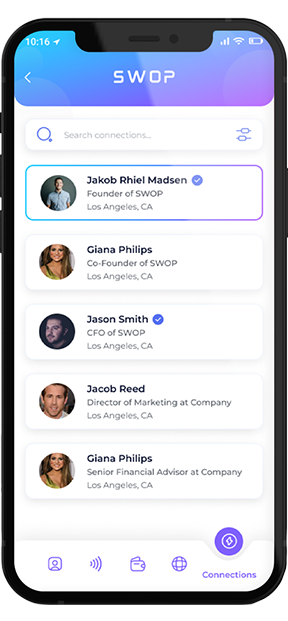 10:16
SWOP
Search connections...
Jakob Rhiel Madsen
Founder of SWOP
Los Angeles, CA
Giana Philips
Co-Founder of SWOP
Los Angeles, CA
Jason Smith
CFO of SWOP
Los Angeles, CA
Jacob Reed
Director of Marketing at Company
Los Angeles, CA
Giana Philips
Senior Financial Advisor at Company
Los Angeles, CA
Connections